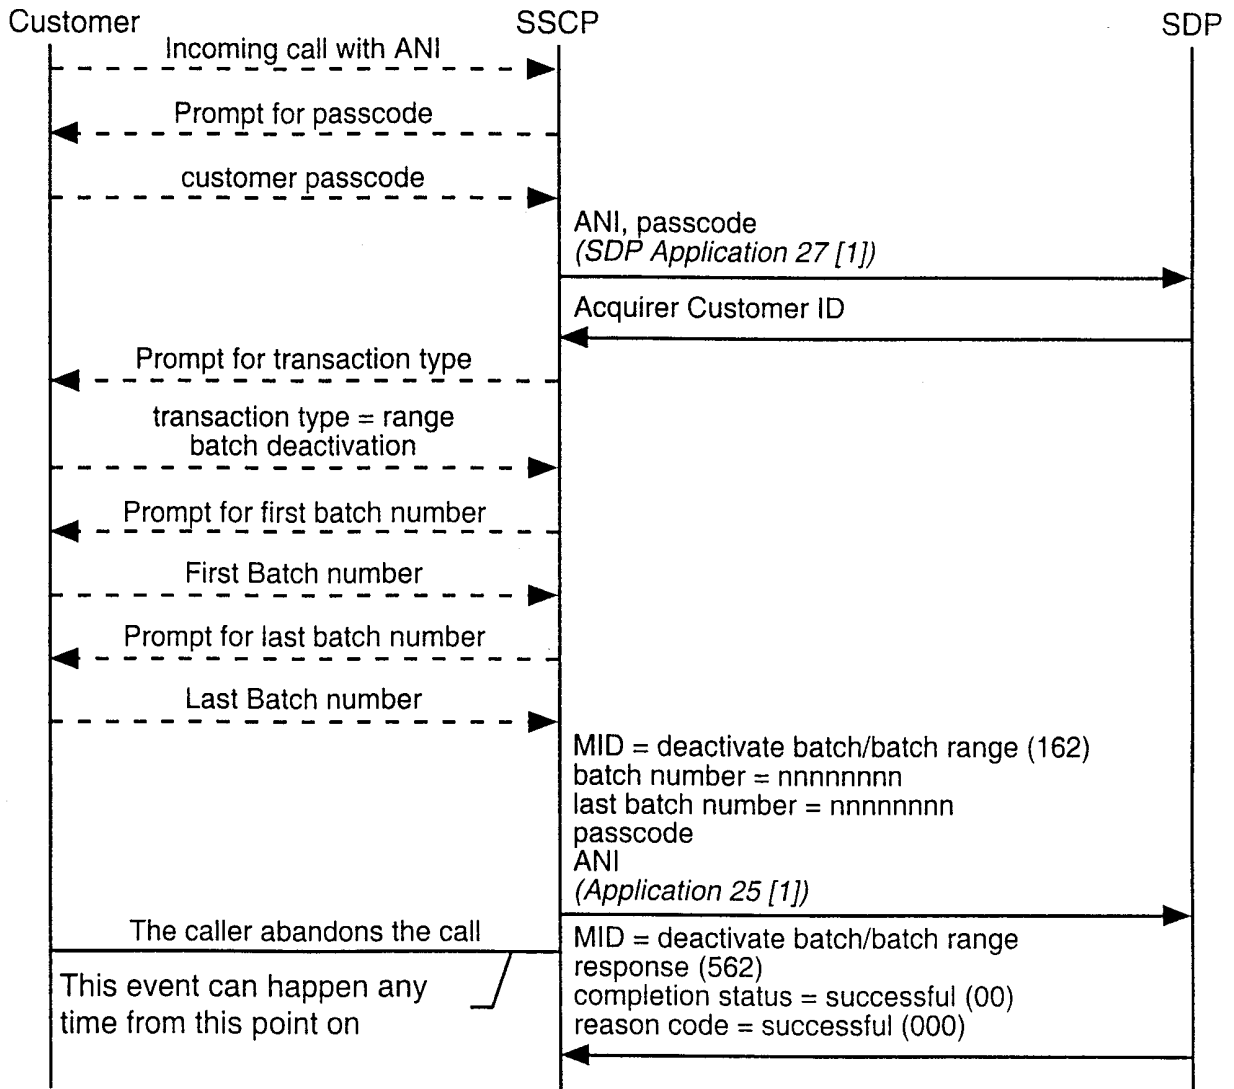 Customer
SSCP
SDP
Incoming call with ANI
Prompt for passcode
customer passcode
ANI, passcode
(SDP Application 27 [1])
Acquirer Customer ID
Prompt for transaction type
transaction type = range
batch deactivation
Prompt for first batch number
First Batch number
Prompt for last batch number
Last Batch number
MID = deactivate batch/batch range (162)
batch number = nnnnnnnn
last batch number = nnnnnnnn
passcode
ANI
(Application 25 [1])
The caller abandons the call
This event can happen any
time from this point on
MID = deactivate batch/batch range
response (562)
completion status = successful (00)
reason code = successful (000)